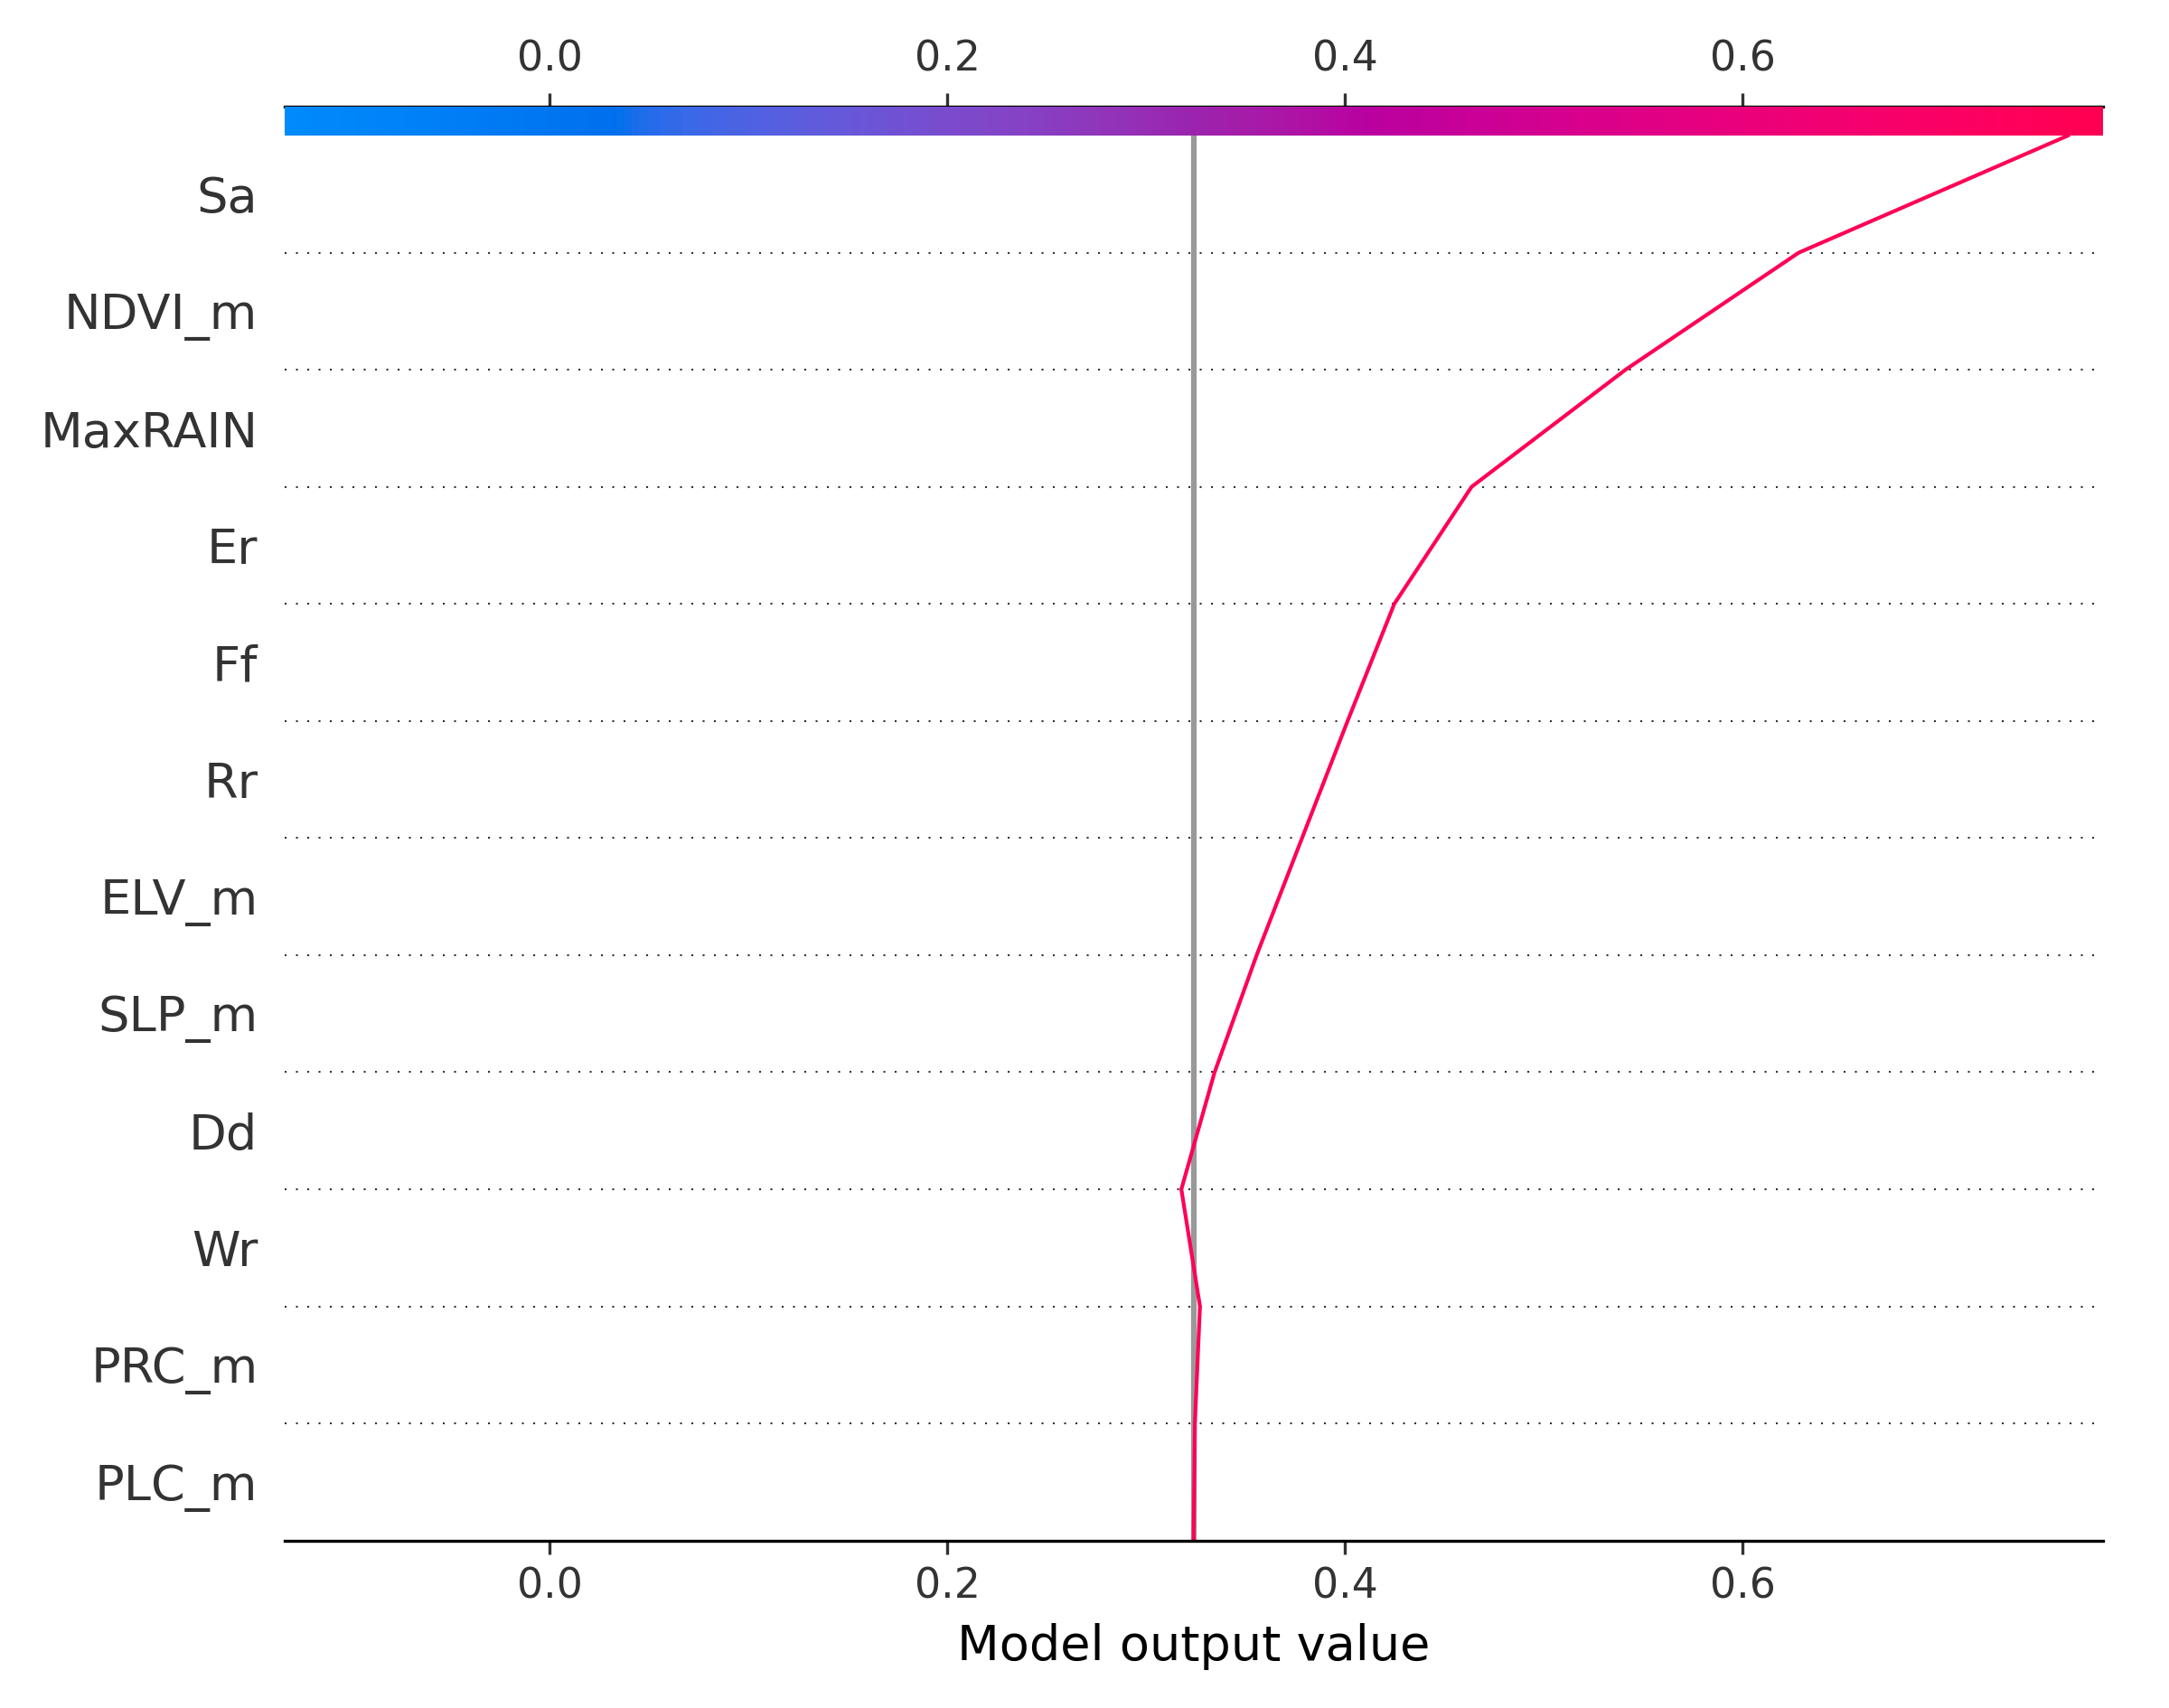 0.0 0.2 0.4 0.6
Sa
NDVI_m
MaxRAIN
Er
Ff
Rr
ELV_m
SLP_m
Dd
Wr
PRC_m
PLC_m
0.0 0.2 0.4 0.6
Model output value